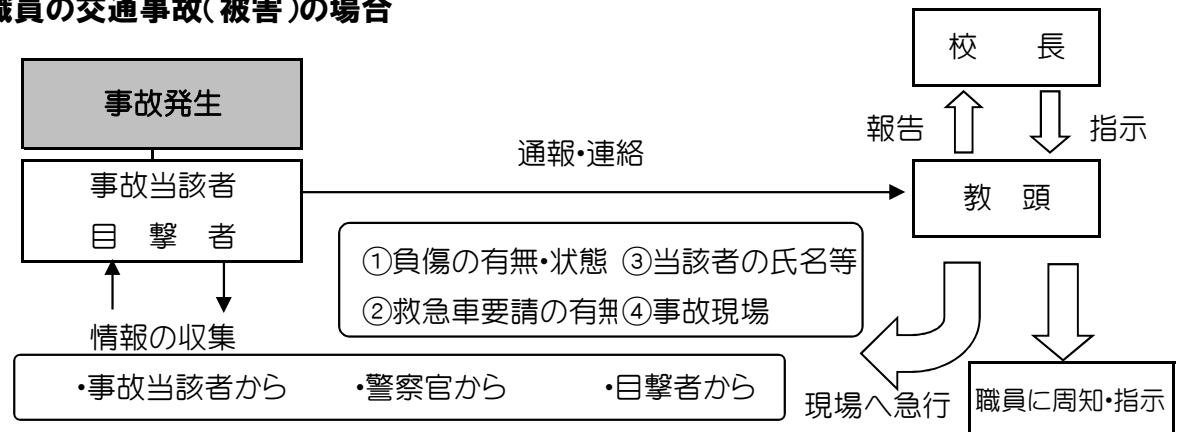 職員の交通事故(被害)の場合
校 長
事故発生
報告
指示
通報・連絡
事故当該者
目 撃 者
教 頭
①負傷の有無・状態 ③当該者の氏名等
②救急車要請の有無④事故現場
情報の収集
・事故当該者から ・警察官から ・目撃者から
現場へ急行
職員に周知・指示